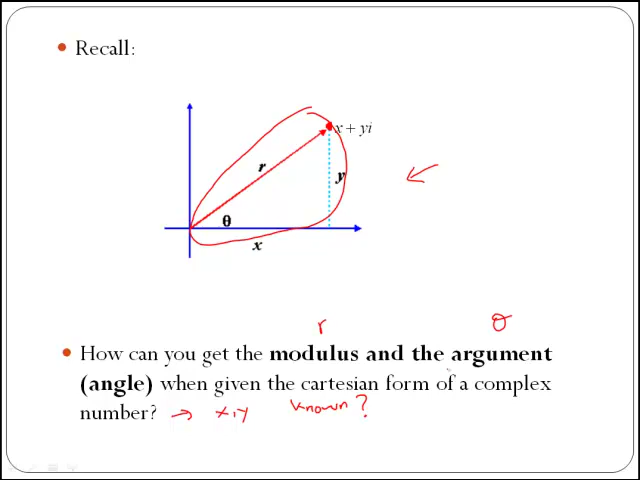 Recall:
x + yi
r
y
θ
x
r θ
How can you get the modulus and the argument
(angle) when given the cartesian form of a complex
number? → x,y known?